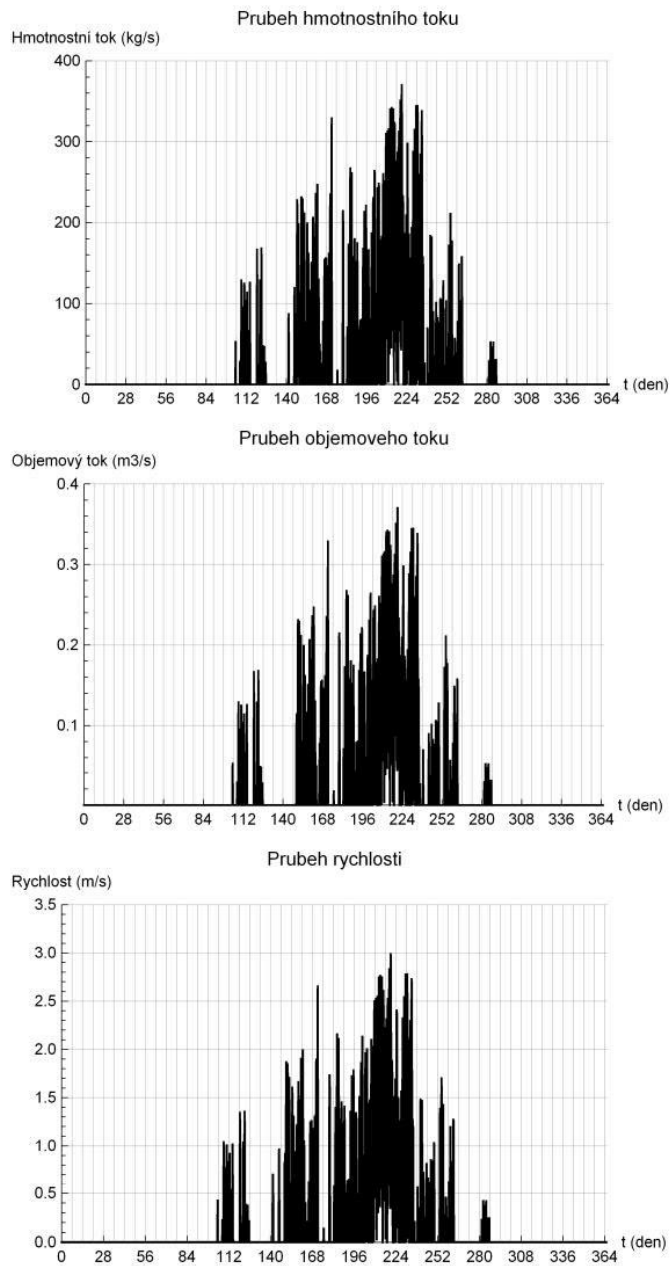 Prubeh hmotnostního toku
Hmotnostní tok (kg/s)
400
300
200
100
0
0 28 56 84 112 140 168 196 224 252 280 308 336 364
t (den)
Prubeh objemoveho toku
Objemový tok (m3/s)
0.4
0.3
0.2
0.1
0 28 56 84 112 140 168 196 224 252 280 308 336 364
t (den)
Prubeh rychlosti
Rychlost (m/s)
3.5
3.0
2.5
2.0
1.5
1.0
0.5
0.0
0 28 56 84 112 140 168 196 224 252 280 308 336 364
t (den)